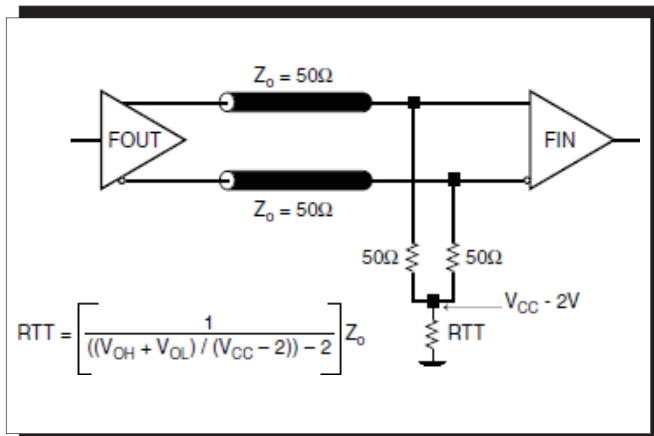 Zo = 50Ω
FOUT
FIN
Zo = 50Ω
50Ω
50Ω
VCC - 2V
RTT
RTT = [ 1 / ((VOH + VOL) / (VCC – 2)) – 2 ] Zo